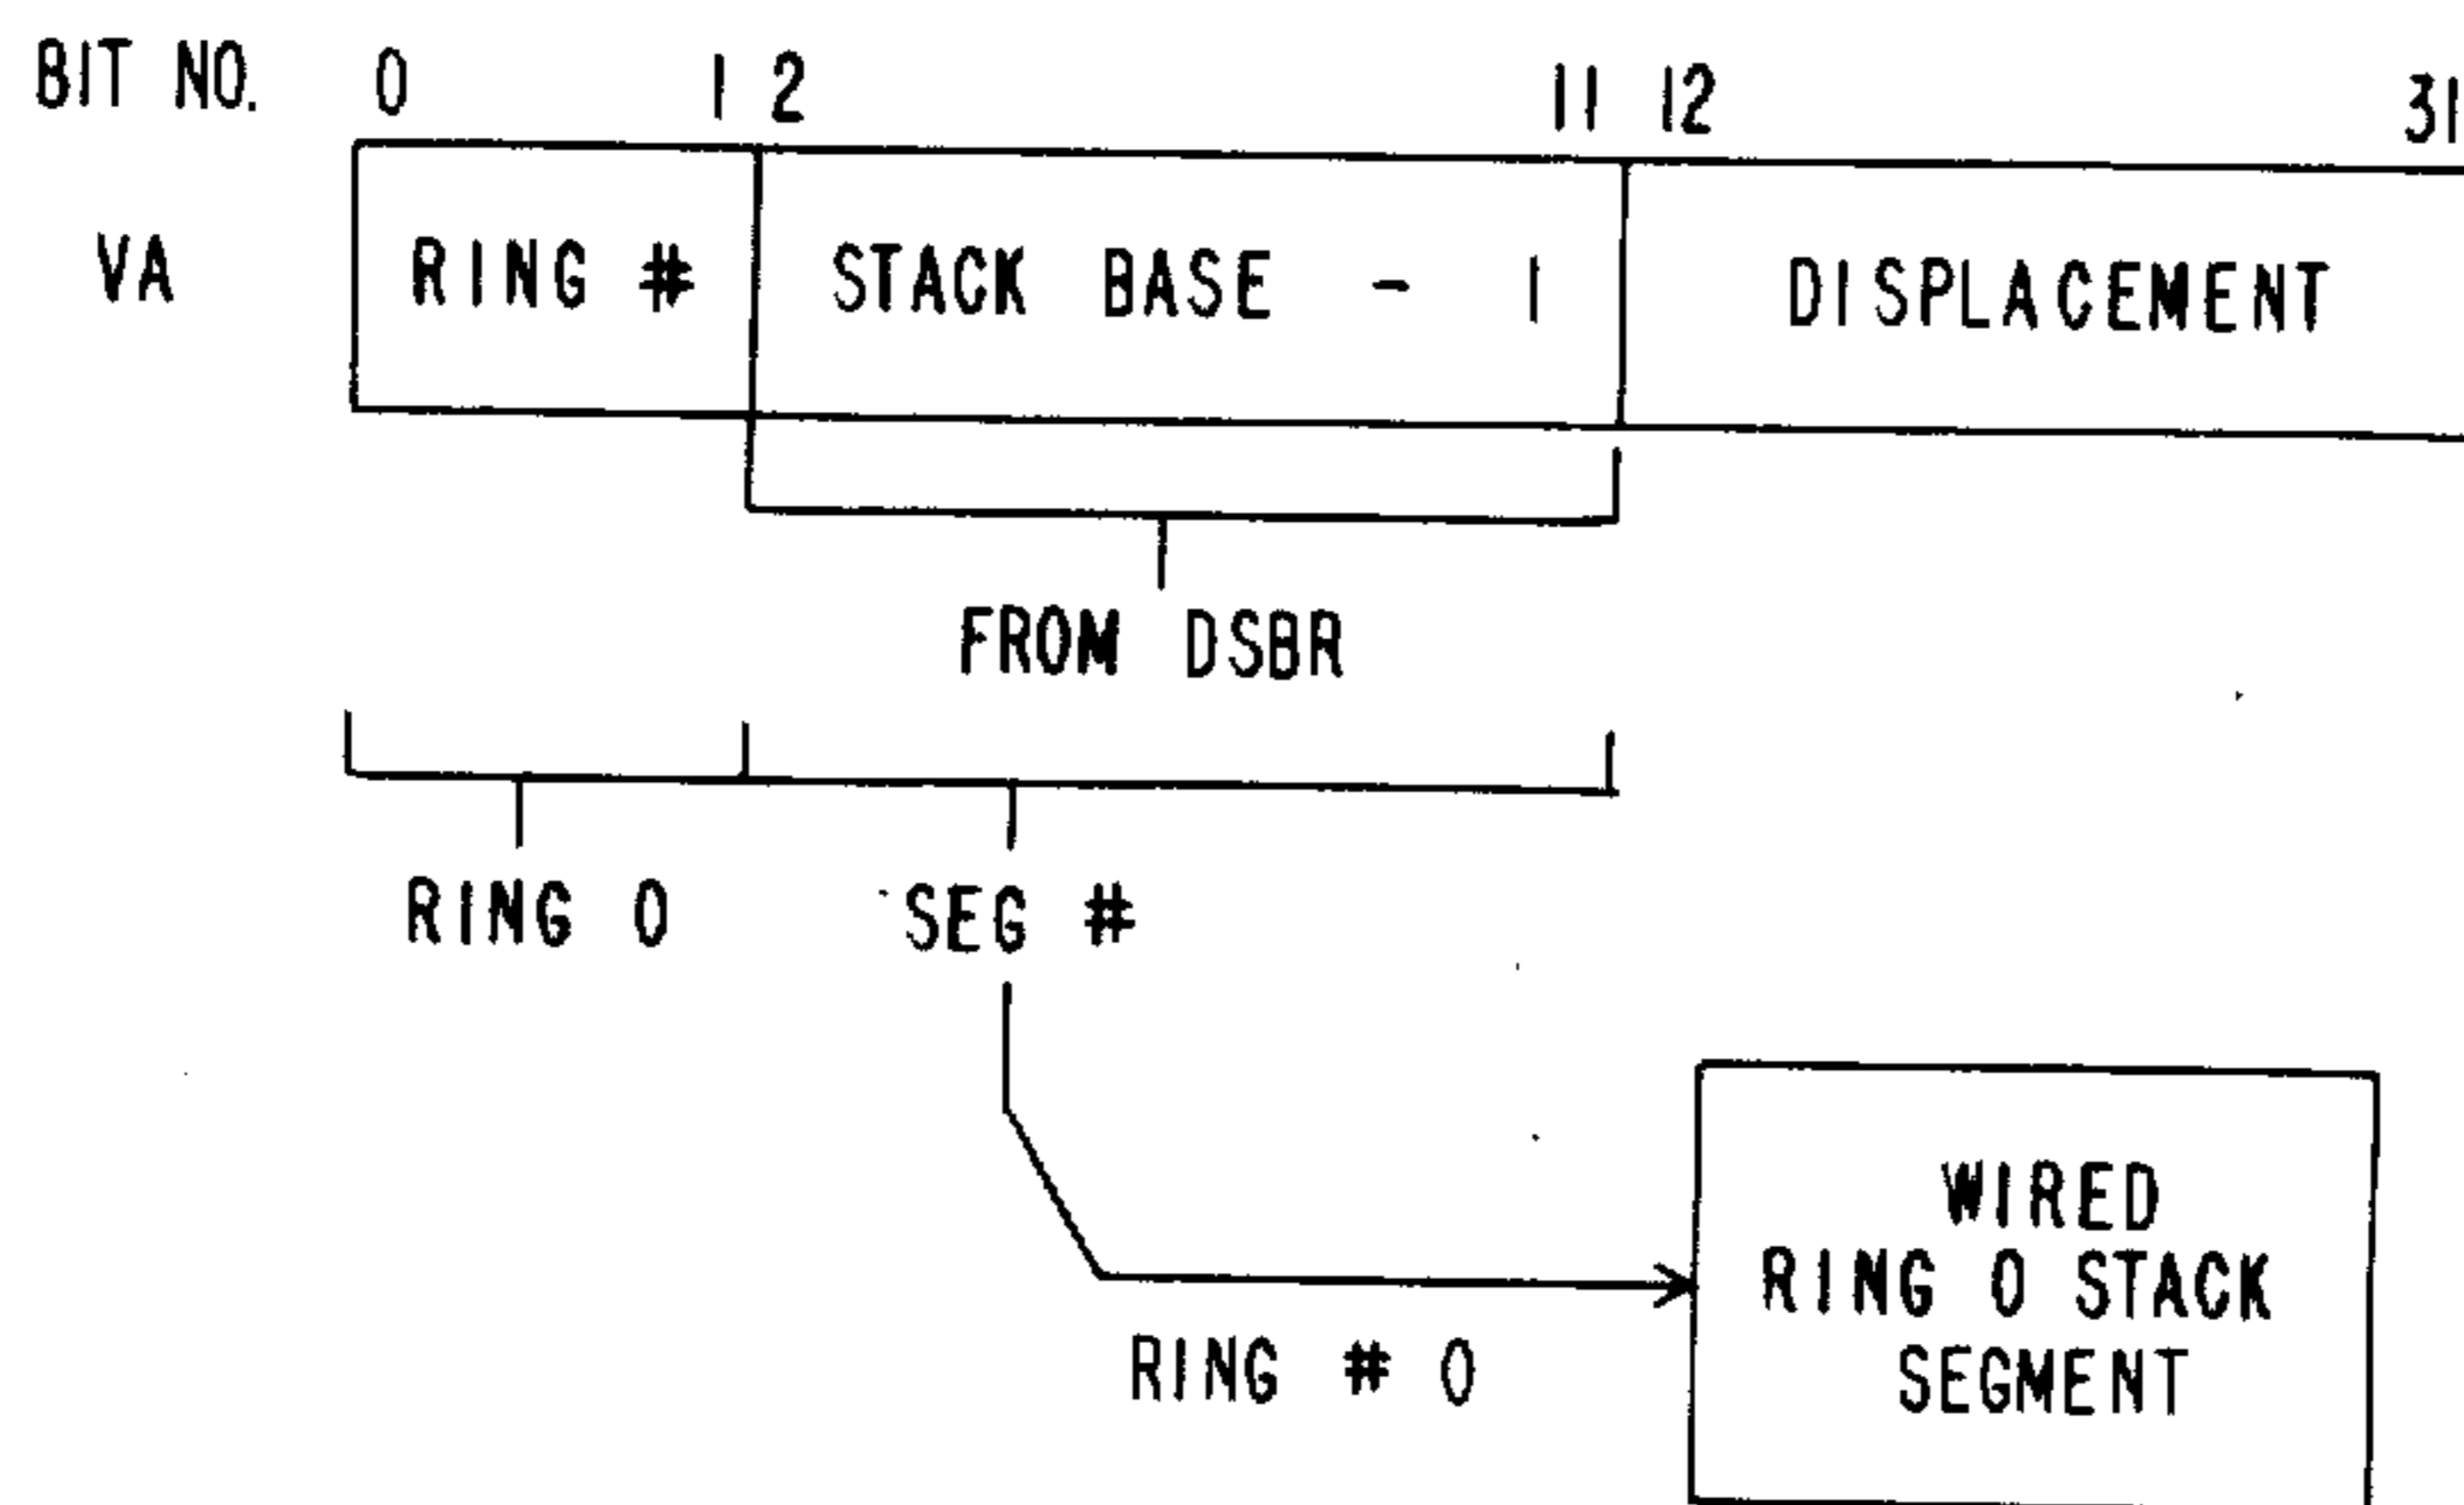 BIT NO. 0 1 2 11 12 31
VA RING # STACK BASE - 1 DISPLACEMENT
FROM DSBR
RING 0 SEG #
WIRED
RING 0 STACK
SEGMENT
RING # 0